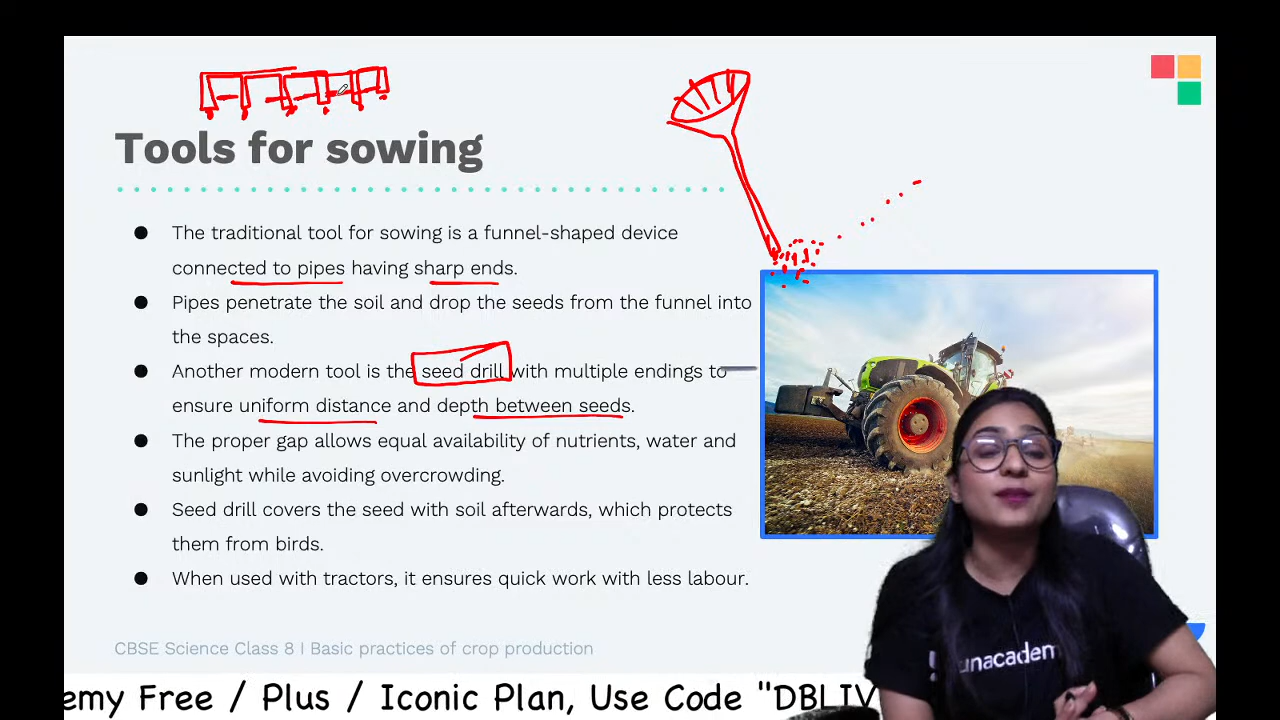 Tools for sowing
● The traditional tool for sowing is a funnel-shaped device
connected to pipes having sharp ends.
● Pipes penetrate the soil and drop the seeds from the funnel into
the spaces.
● Another modern tool is the seed drill with multiple endings to
ensure uniform distance and depth between seeds.
● The proper gap allows equal availability of nutrients, water and
sunlight while avoiding overcrowding.
● Seed drill covers the seed with soil afterwards, which protects
them from birds.
● When used with tractors, it ensures quick work with less labour.
unacadem
CBSE Science Class 8 I Basic practices of crop production
emy Free / Plus / Iconic Plan, Use Code "DBLIV